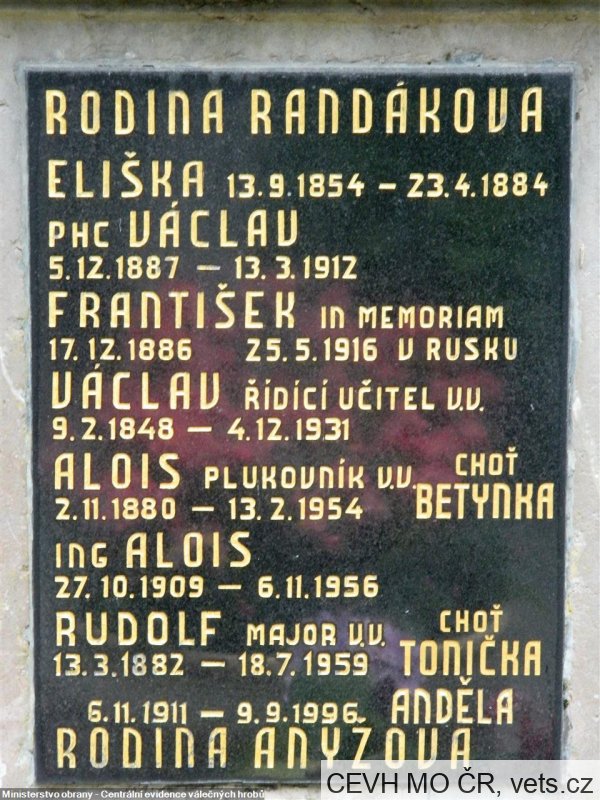 RODINA RANDÁKOVA
ELIŠKA 13.9.1854 – 23.4.1884
PHC VÁCLAV
5.12.1887 – 13.3.1912
FRANTIŠEK IN MEMORIAM
17.12.1886 25.5.1916 V RUSKU
VÁCLAV ŘÍDÍCÍ UČITEL V.V.
9.2.1848 – 4.12.1931
ALOIS PLUKOVNÍK V.V. CHOŤ
2.11.1880 – 13.2.1954 BETYNKA
ING ALOIS
27.10.1909 – 6.11.1956
RUDOLF MAJOR V.V. CHOŤ
13.3.1882 – 18.7.1959 TONIČKA
6.11.1911 – 9.9.1996 ANDĚLA
RODINA ANYŽOVA
Ministerstvo obrany - Centrální evidence válečných hrobů
CEVH MO ČR, vets.cz